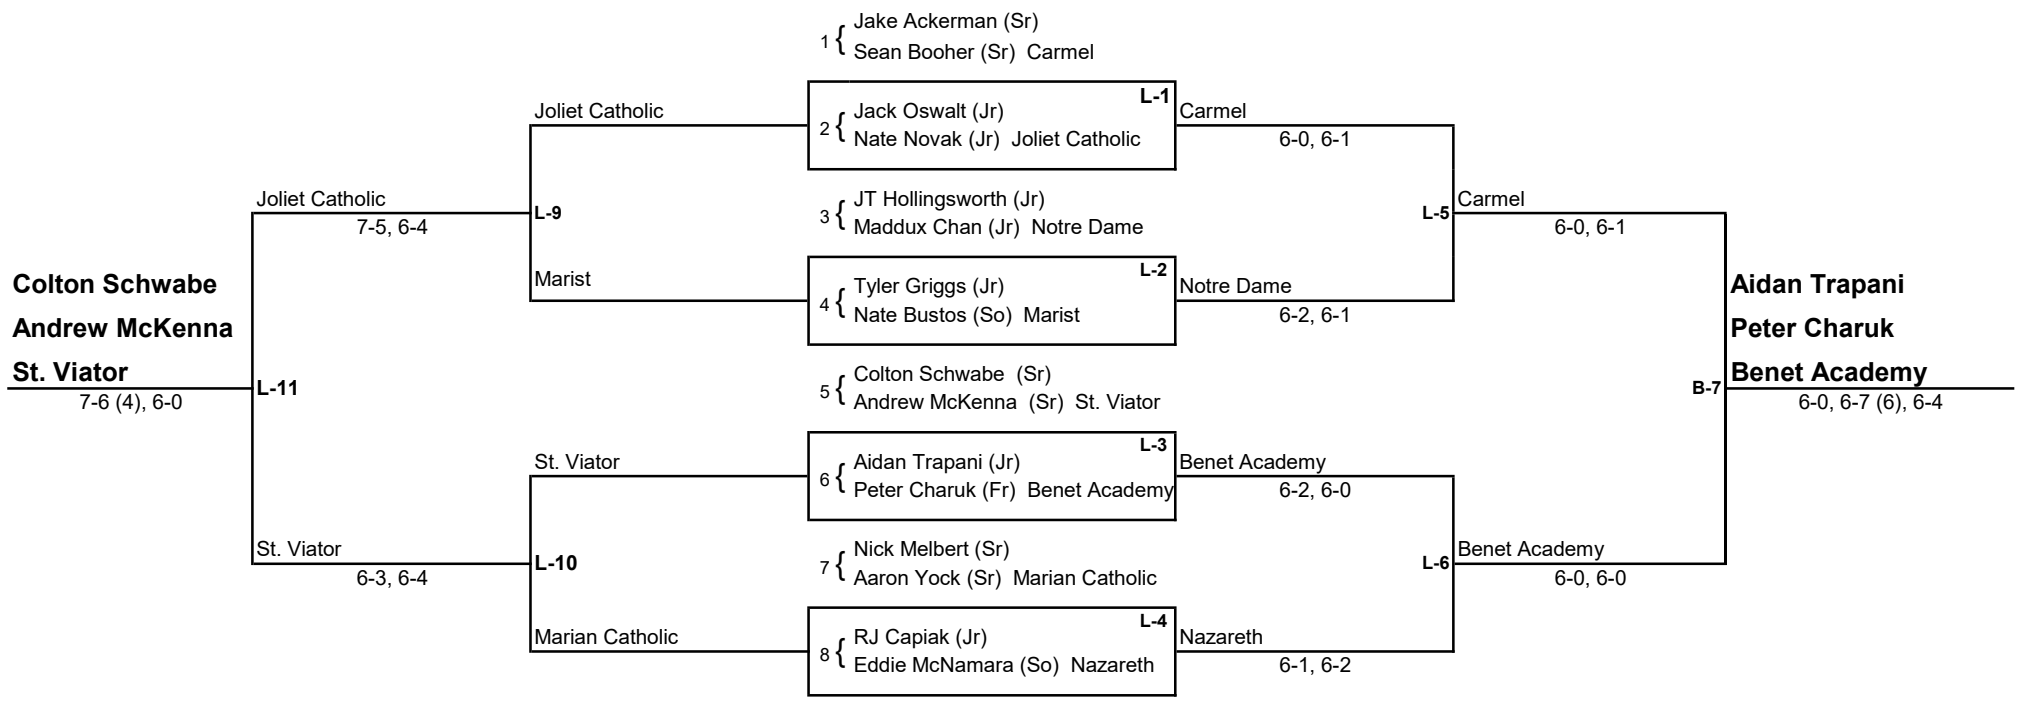 Jake Ackerman (Sr)
1 { Sean Booher (Sr) Carmel
L-1
Joliet Catholic
Jack Oswalt (Jr)
Carmel
2 { Nate Novak (Jr) Joliet Catholic
6-0, 6-1
Joliet Catholic
JT Hollingsworth (Jr)
Carmel
7-5, 6-4
L-9
3 { Maddux Chan (Jr) Notre Dame
L-5
6-0, 6-1
L-2
Marist
Tyler Griggs (Jr)
Notre Dame
4 { Nate Bustos (So) Marist
6-2, 6-1
Colton Schwabe
Andrew McKenna
St. Viator
7-6 (4), 6-0
L-11
Colton Schwabe (Sr)
5 { Andrew McKenna (Sr) St. Viator
B-7
Aidan Trapani
Peter Charuk
Benet Academy
6-0, 6-7 (6), 6-4
L-3
St. Viator
Aidan Trapani (Jr)
Benet Academy
6 { Peter Charuk (Fr) Benet Academy
6-2, 6-0
St. Viator
Nick Melbert (Sr)
Benet Academy
6-3, 6-4
L-10
7 { Aaron Yock (Sr) Marian Catholic
L-6
6-0, 6-0
L-4
Marian Catholic
RJ Capiak (Jr)
Nazareth
8 { Eddie McNamara (So) Nazareth
6-1, 6-2